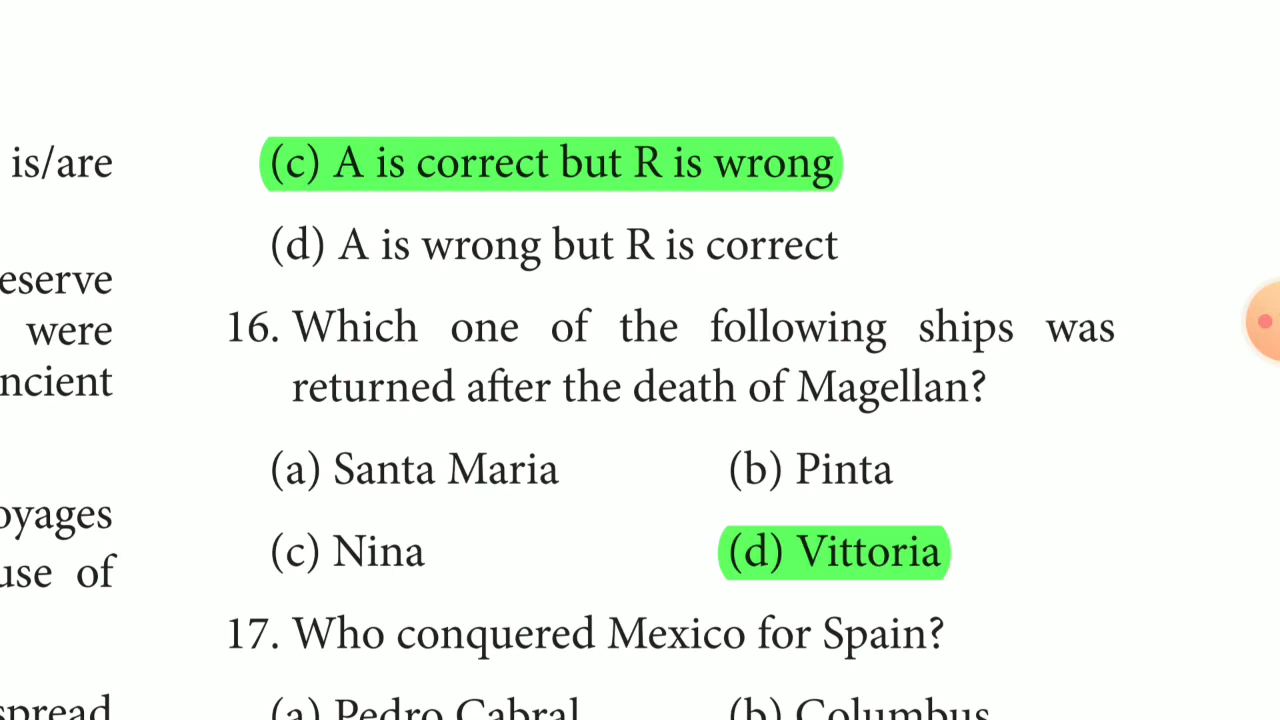 is/are
eserve
were
ncient
oyages
use of
spread
(c) A is correct but R is wrong
(d) A is wrong but R is correct
16. Which one of the following ships was
returned after the death of Magellan?
(a) Santa Maria (b) Pinta
(c) Nina (d) Vittoria
17. Who conquered Mexico for Spain?
(a) Pedro Cabral (b) Columbus